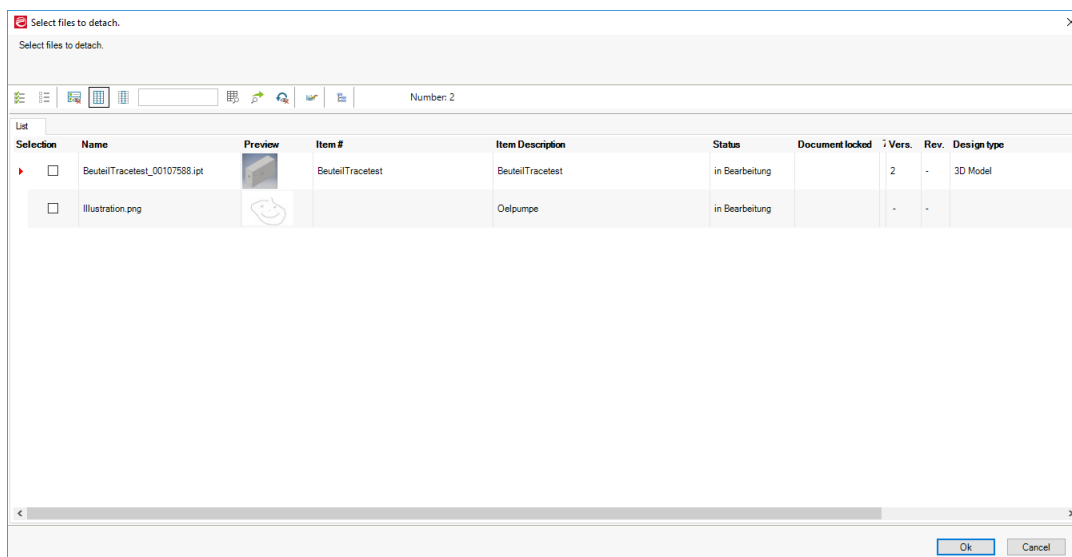 Select files to detach.
Select files to detach.
Number: 2
List
Selection Name Preview Item # Item Description Status Document locked Vers. Rev. Design type
BeuteilTracetest_00107588.ipt BeuteilTracetest BeuteilTracetest in Bearbeitung 2 - 3D Model
Illustration.png Oelpumpe in Bearbeitung - -
Ok Cancel